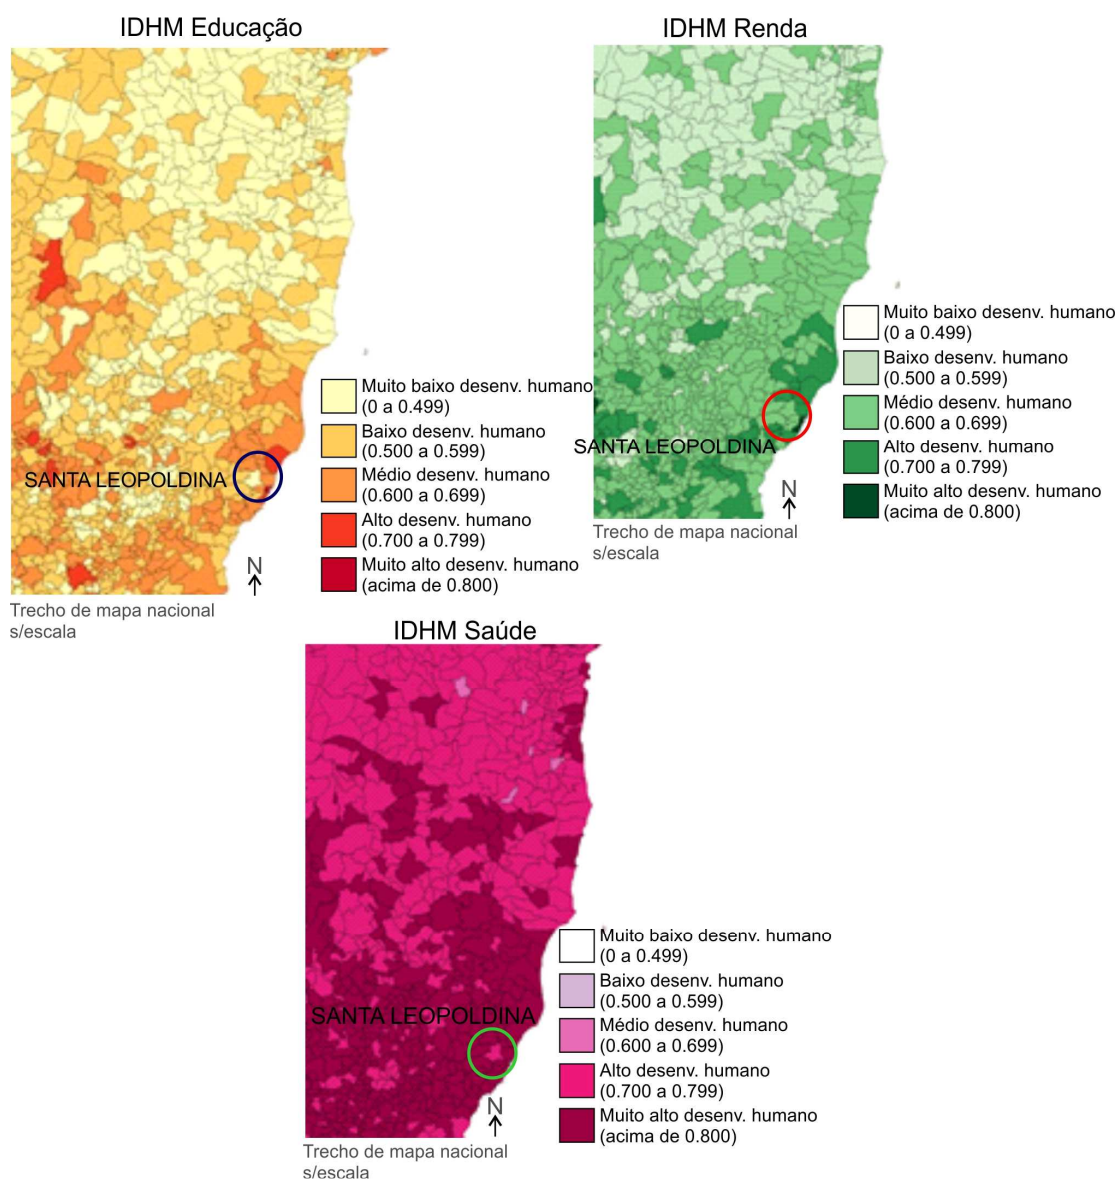 IDHM Educação
SANTA LEOPOLDINA
Muito baixo desenv. humano
(0 a 0.499)
Baixo desenv. humano
(0.500 a 0.599)
Médio desenv. humano
(0.600 a 0.699)
Alto desenv. humano
(0.700 a 0.799)
Muito alto desenv. humano
(acima de 0.800)
N
Trecho de mapa nacional
s/escala
IDHM Renda
SANTA LEOPOLDINA
Muito baixo desenv. humano
(0 a 0.499)
Baixo desenv. humano
(0.500 a 0.599)
Médio desenv. humano
(0.600 a 0.699)
Alto desenv. humano
(0.700 a 0.799)
Muito alto desenv. humano
(acima de 0.800)
N
Trecho de mapa nacional
s/escala
IDHM Saúde
SANTA LEOPOLDINA
Muito baixo desenv. humano
(0 a 0.499)
Baixo desenv. humano
(0.500 a 0.599)
Médio desenv. humano
(0.600 a 0.699)
Alto desenv. humano
(0.700 a 0.799)
Muito alto desenv. humano
(acima de 0.800)
N
Trecho de mapa nacional
s/escala